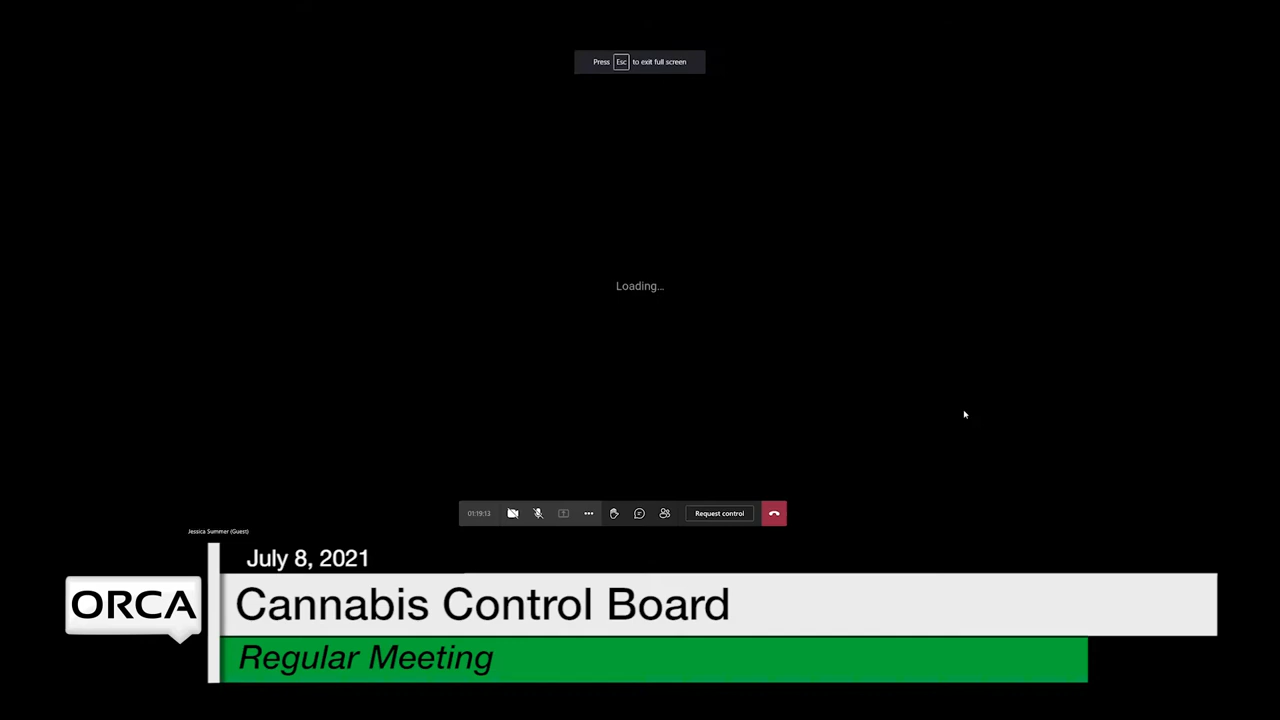 Press Esc to exit full screen
Loading...
01:19:13
Request control
Jessica Summer (Guest)
July 8, 2021
ORCA
Cannabis Control Board
Regular Meeting